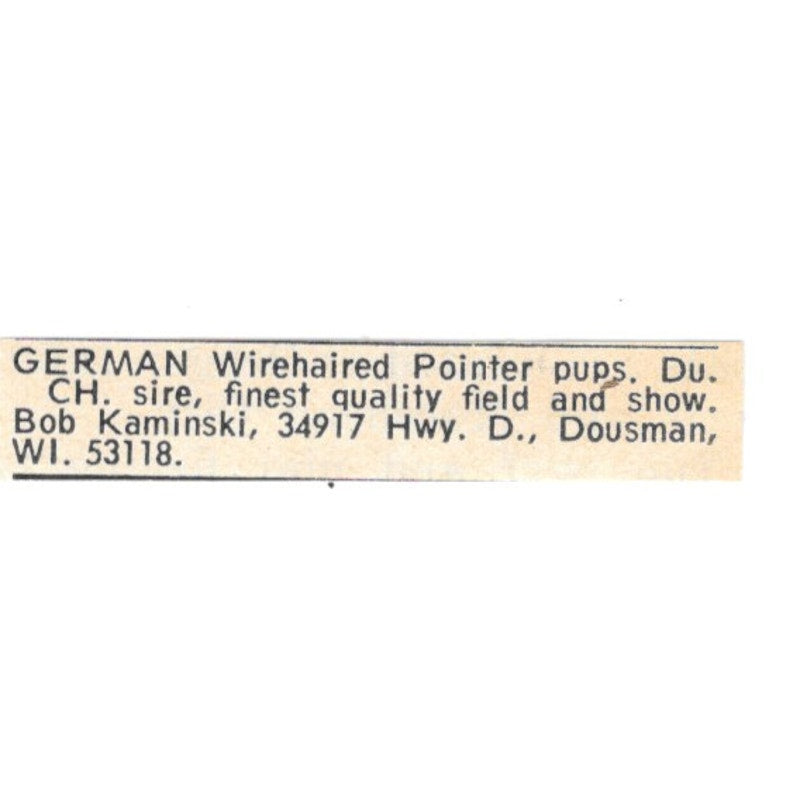 GERMAN Wirehaired Pointer pups. Du.
CH. sire, finest quality field and show.
Bob Kaminski, 34917 Hwy. D., Dousman,
WI. 53118.